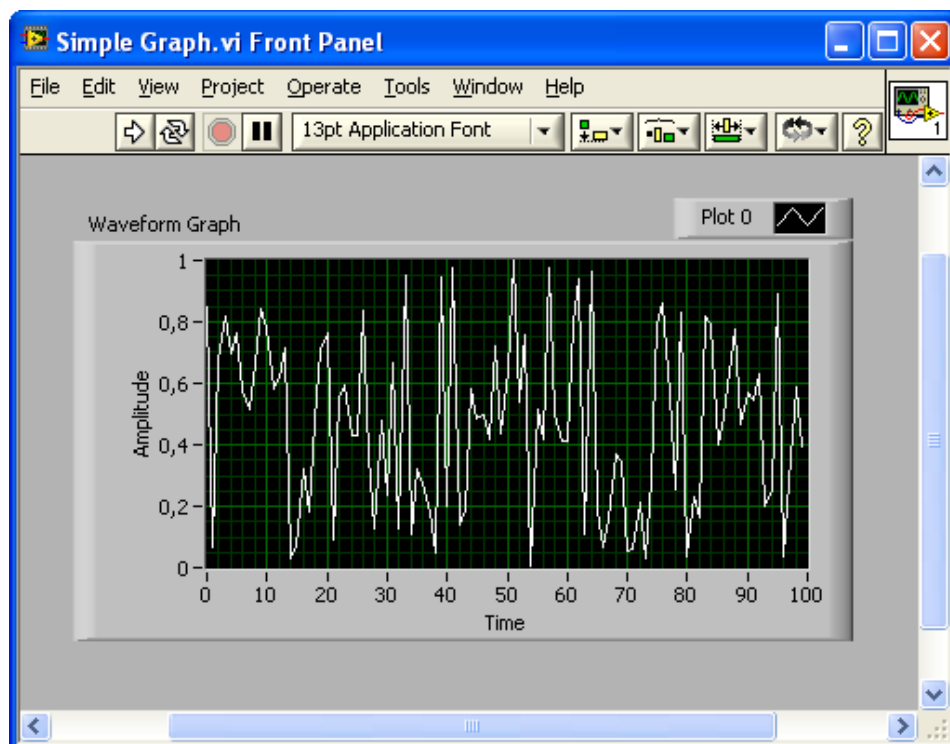 Simple Graph.vi Front Panel
File Edit View Project Operate Tools Window Help
13pt Application Font
1
Plot 0
Waveform Graph
1
0,8
0,6
0,4
0,2
0
Amplitude
0 10 20 30 40 50 60 70 80 90 100
Time